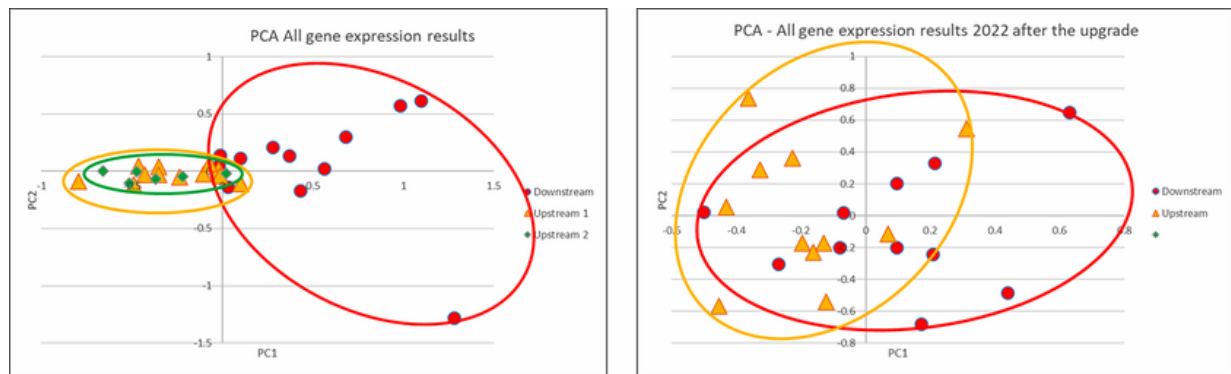 PCA All gene expression results
1
0.5
0
-1
0.5
1
1.5
-0.5
-1
-1.5
PC2
PC1
Downstream
Upstream 1
Upstream 2
PCA - All gene expression results 2022 after the upgrade
1
0.8
0.6
0.4
0.2
0
-0.6
-0.4
-0.2
0
0.2
0.4
0.6
0.8
-0.2
-0.4
-0.6
-0.8
PC2
PC1
Downstream
Upstream